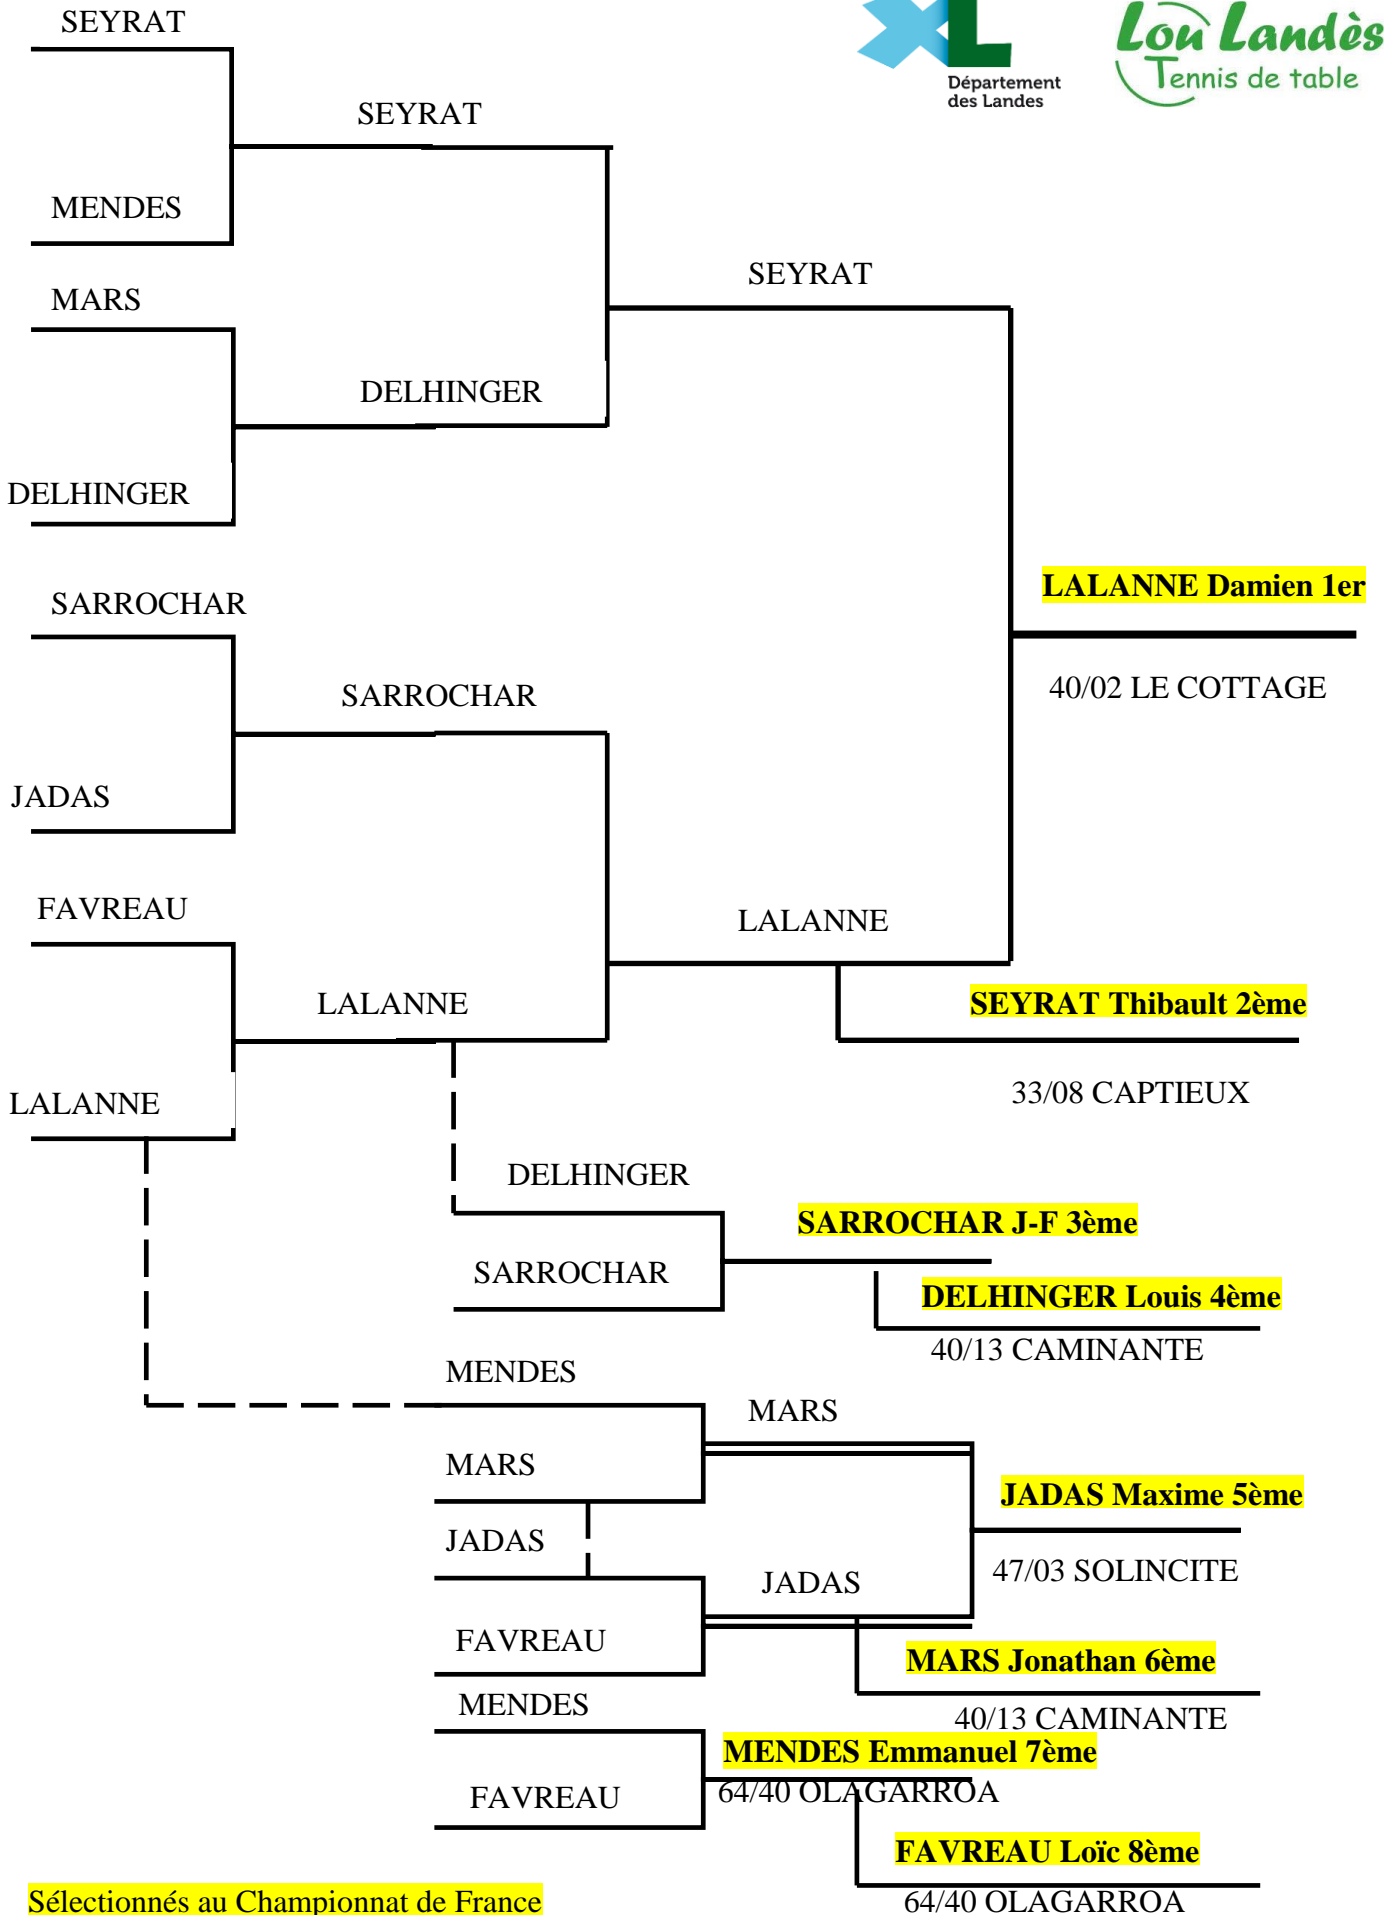 SEYRAT
Lou Landès
Tennis de table
XL
Département
des Landes
SEYRAT
MENDES
SEYRAT
MARS
DELHINGER
DELHINGER
LALANNE Damien 1er
SARROCHAR
40/02 LE COTTAGE
SARROCHAR
JADAS
FAVREAU
LALANNE
LALANNE
SEYRAT Thibault 2ème
33/08 CAPTIEUX
LALANNE
DELHINGER
SARROCHAR J-F 3ème
SARROCHAR
DELHINGER Louis 4ème
40/13 CAMINANTE
MENDES
MARS
MARS
JADAS Maxime 5ème
JADAS
47/03 SOLINCITE
JADAS
FAVREAU
MARS Jonathan 6ème
MENDES
40/13 CAMINANTE
MENDES Emmanuel 7ème
64/40 OLAGARROA
FAVREAU
FAVREAU Loïc 8ème
64/40 OLAGARROA
Sélectionnés au Championnat de France